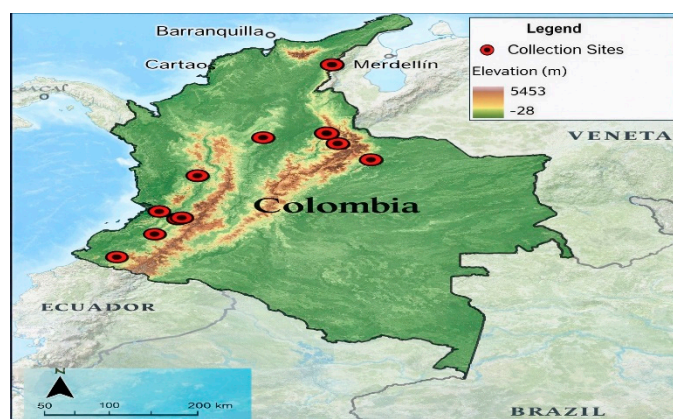 Barranquilla
Cartao
Merdellín
Legend
Collection Sites
Elevation (m)
5453
-28
VENETA
Colombia
ECUADOR
BRAZIL
N
50 100 200 km